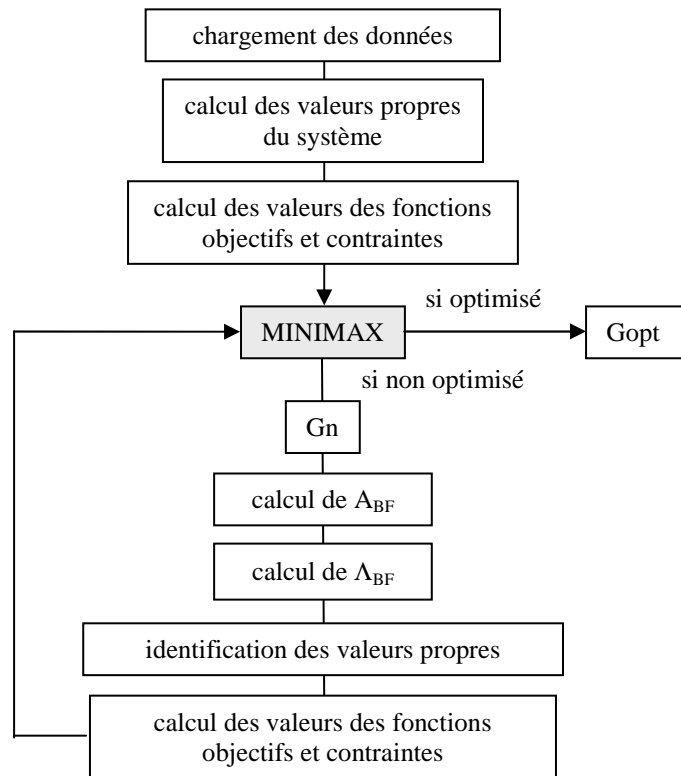 chargement des données
calcul des valeurs propres
du système
calcul des valeurs des fonctions
objectifs et contraintes
si optimisé
MINIMAX
Gopt
si non optimisé
Gn
calcul de A_BF
calcul de Λ_BF
identification des valeurs propres
calcul des valeurs des fonctions
objectifs et contraintes